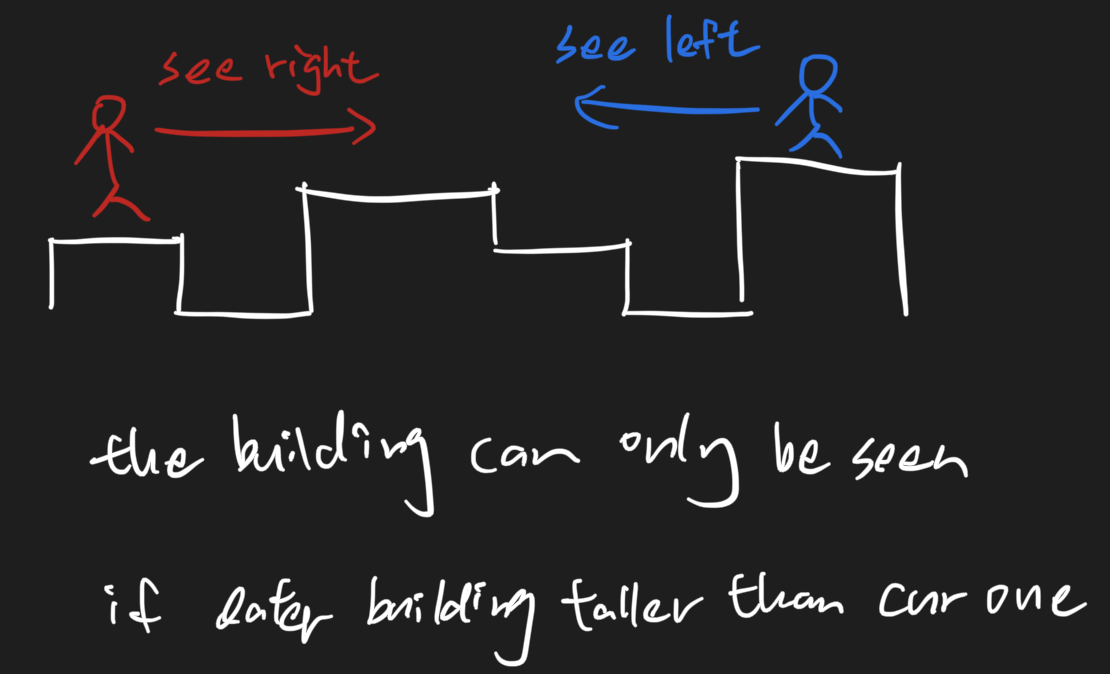 see right
see left
the building can only be seen
if later building taller than cur one